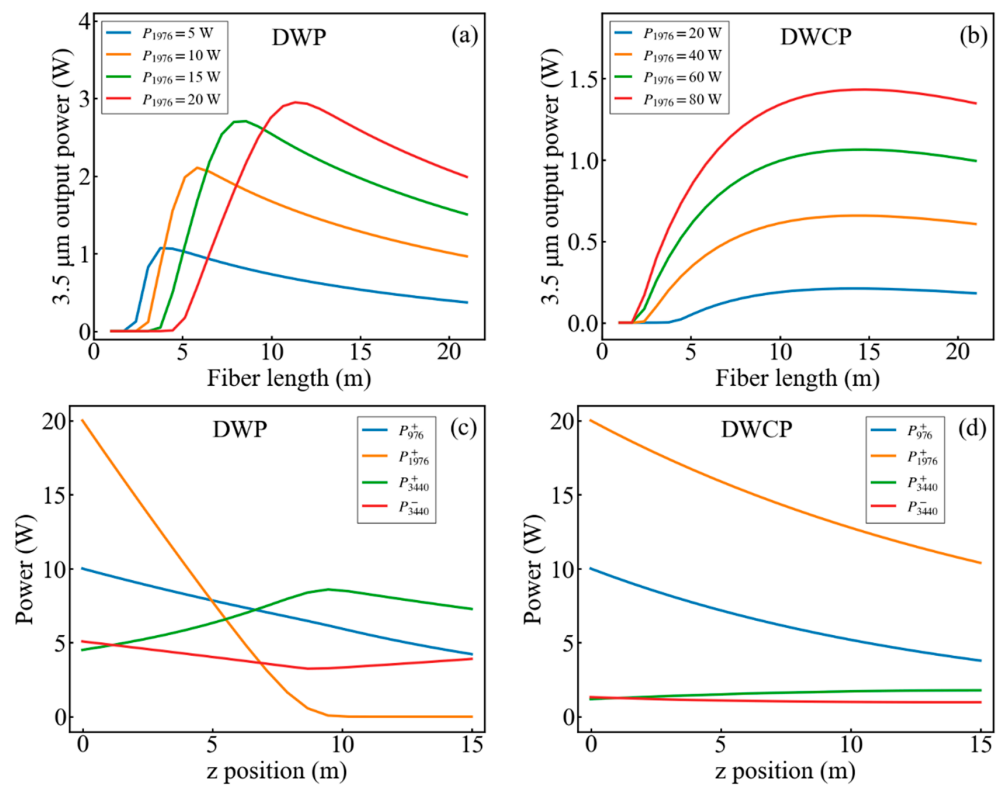 (a)
DWP
P1976 = 5 W
P1976 = 10 W
P1976 = 15 W
P1976 = 20 W
3.5 μm output power (W)
4
3
2
1
0
0 5 10 15 20
Fiber length (m)
(b)
DWCP
P1976 = 20 W
P1976 = 40 W
P1976 = 60 W
P1976 = 80 W
3.5 μm output power (W)
1.5
1.0
0.5
0.0
0 5 10 15 20
Fiber length (m)
(c)
DWP
P+976
P+1976
P+3440
P−3440
Power (W)
20
15
10
5
0
0 5 10 15
z position (m)
(d)
DWCP
P+976
P+1976
P+3440
P−3440
Power (W)
20
15
10
5
0
0 5 10 15
z position (m)